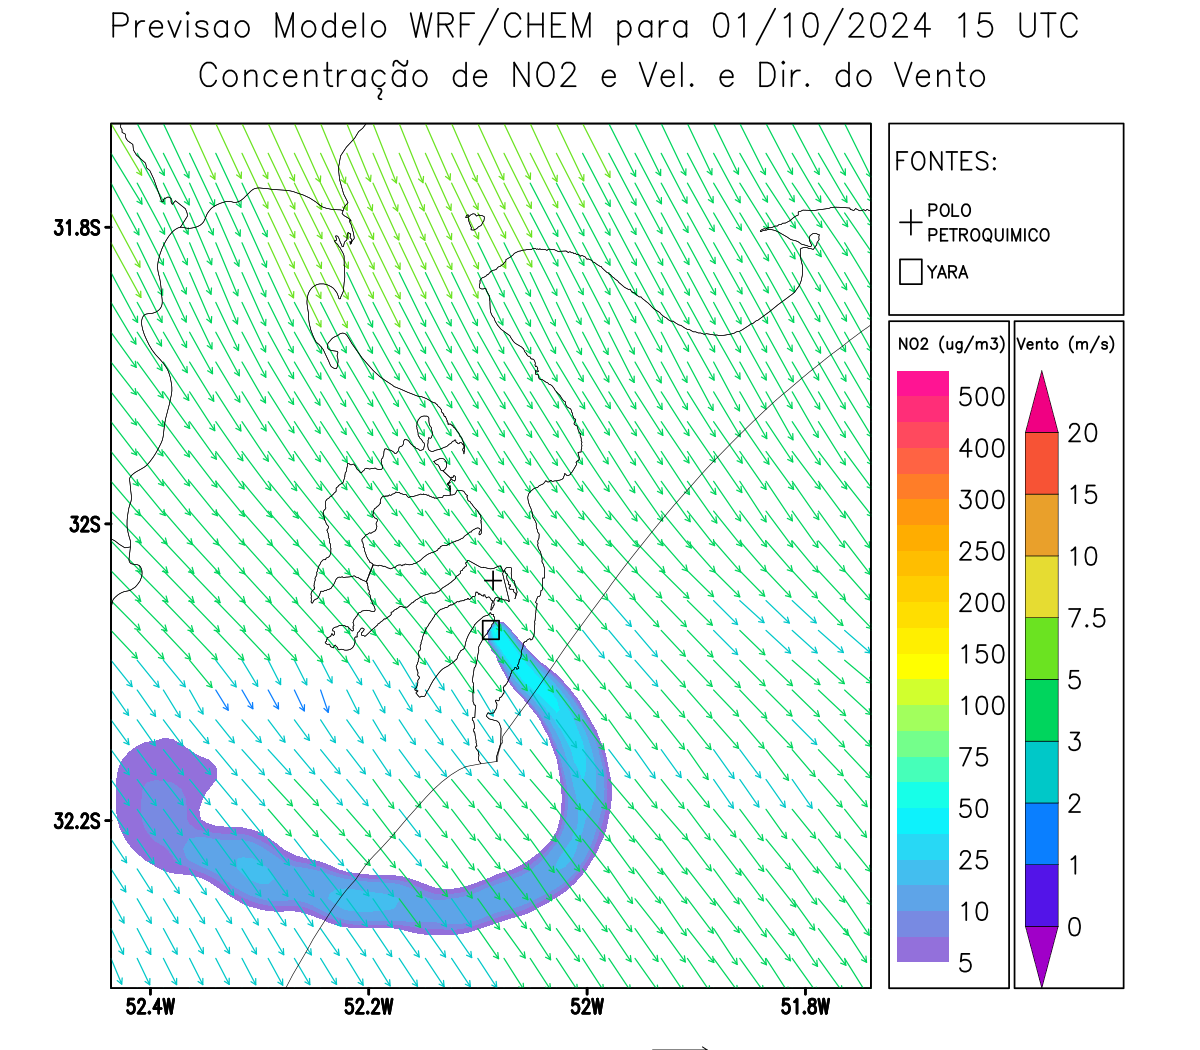 Previsao Modelo WRF/CHEM para 01/10/2024 15 UTC
Concentração de NO2 e Vel. e Dir. do Vento
FONTES:
POLO
PETROQUIMICO
YARA
NO2 (ug/m3)
500
400
300
250
200
150
100
75
50
25
10
5
Vento (m/s)
20
15
10
7.5
5
3
2
1
0
31.8S
32S
32.2S
52.4W
52.2W
52W
51.8W